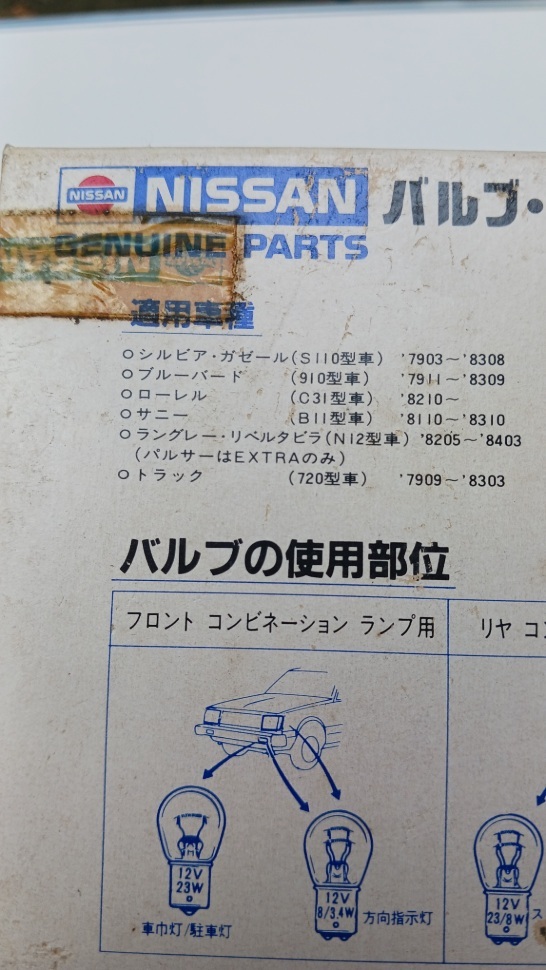 NISSAN NISSAN バルブ・
GENUINE PARTS
適用車種
○シルビア・ガゼール(S110型車) '7903~'8308
○ブルーバード (910型車) '7911~'8309
○ローレル (C31型車) '8210~
○サニー (B11型車) '8110~'8310
○ラングレー・リベルタビラ(N12型車) '8205~'8403
(パルサーはEXTRAのみ)
○トラック (720型車) '7909~'8303
バルブの使用部位
フロント コンビネーション ランプ用
リヤ コン
12V
23W
車巾灯/駐車灯
12V
8/3.4W
方向指示灯
12V
23/8W
ス